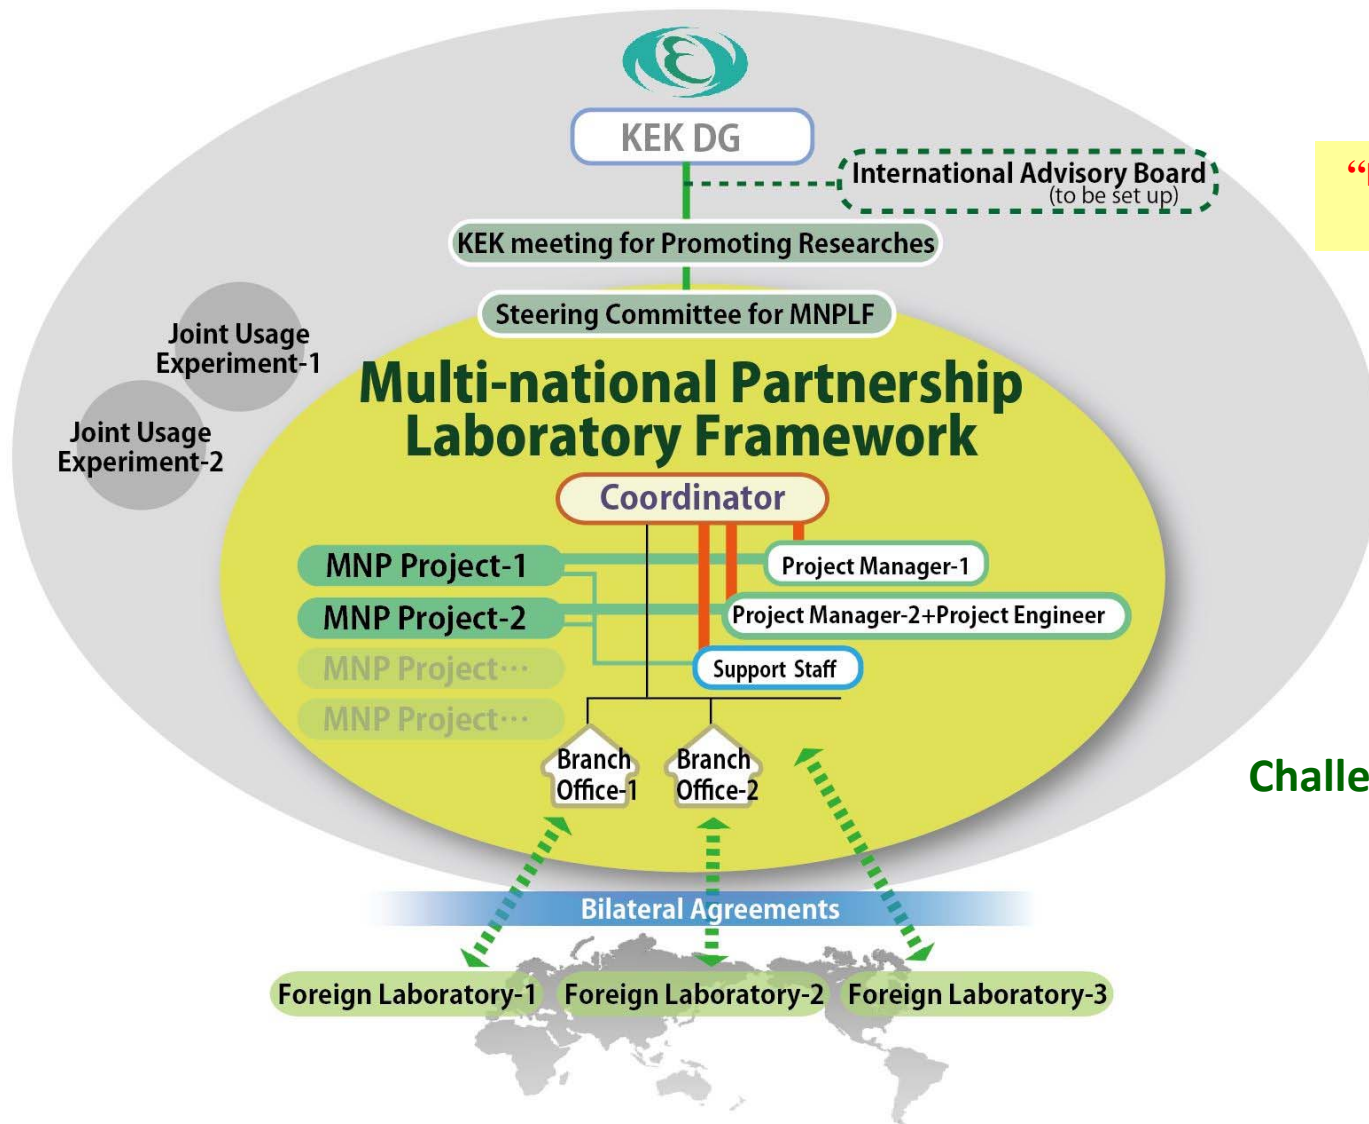 KEK DG
International Advisory Board
(to be set up)
KEK meeting for Promoting Researches
Steering Committee for MNPLF
Joint Usage
Experiment-1
Joint Usage
Experiment-2
Multi-national Partnership
Laboratory Framework
Coordinator
MNP Project-1
Project Manager-1
MNP Project-2
Project Manager-2+Project Engineer
MNP Project···
Support Staff
MNP Project···
Branch
Office-1
Branch
Office-2
Bilateral Agreements
Foreign Laboratory-1
Foreign Laboratory-2
Foreign Laboratory-3